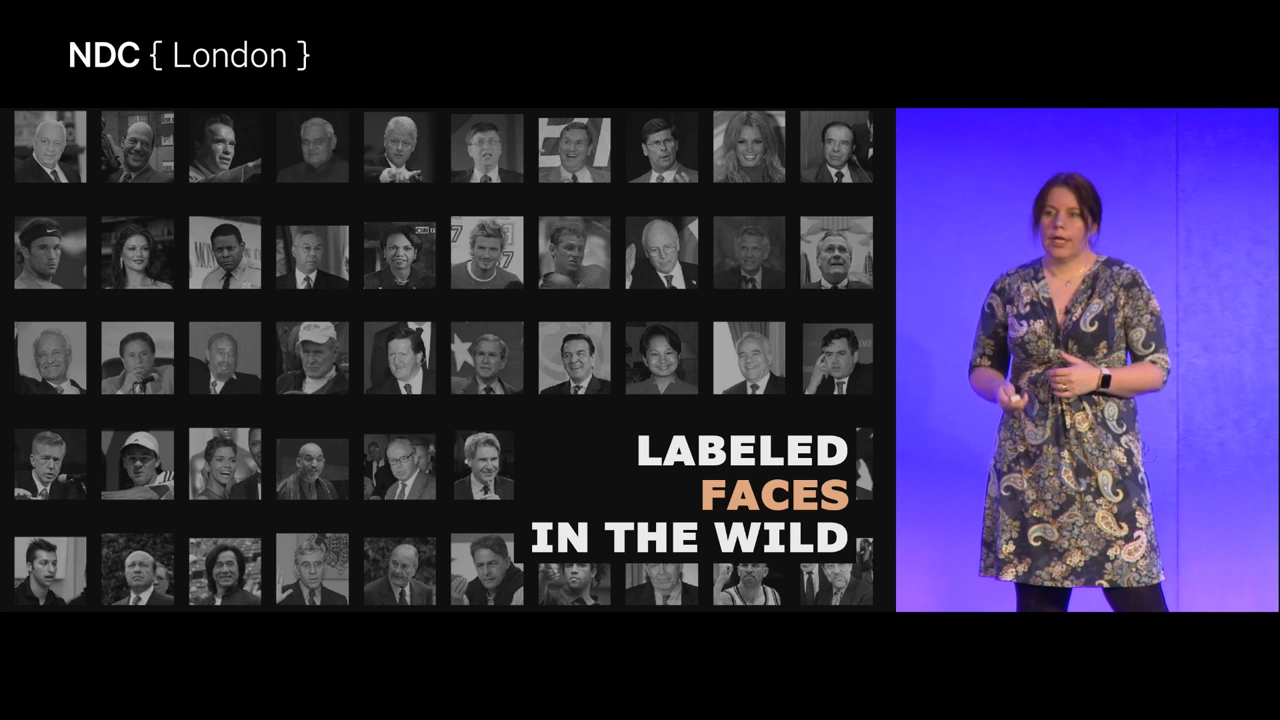 NDC { London }
LABELED
FACES
IN THE WILD